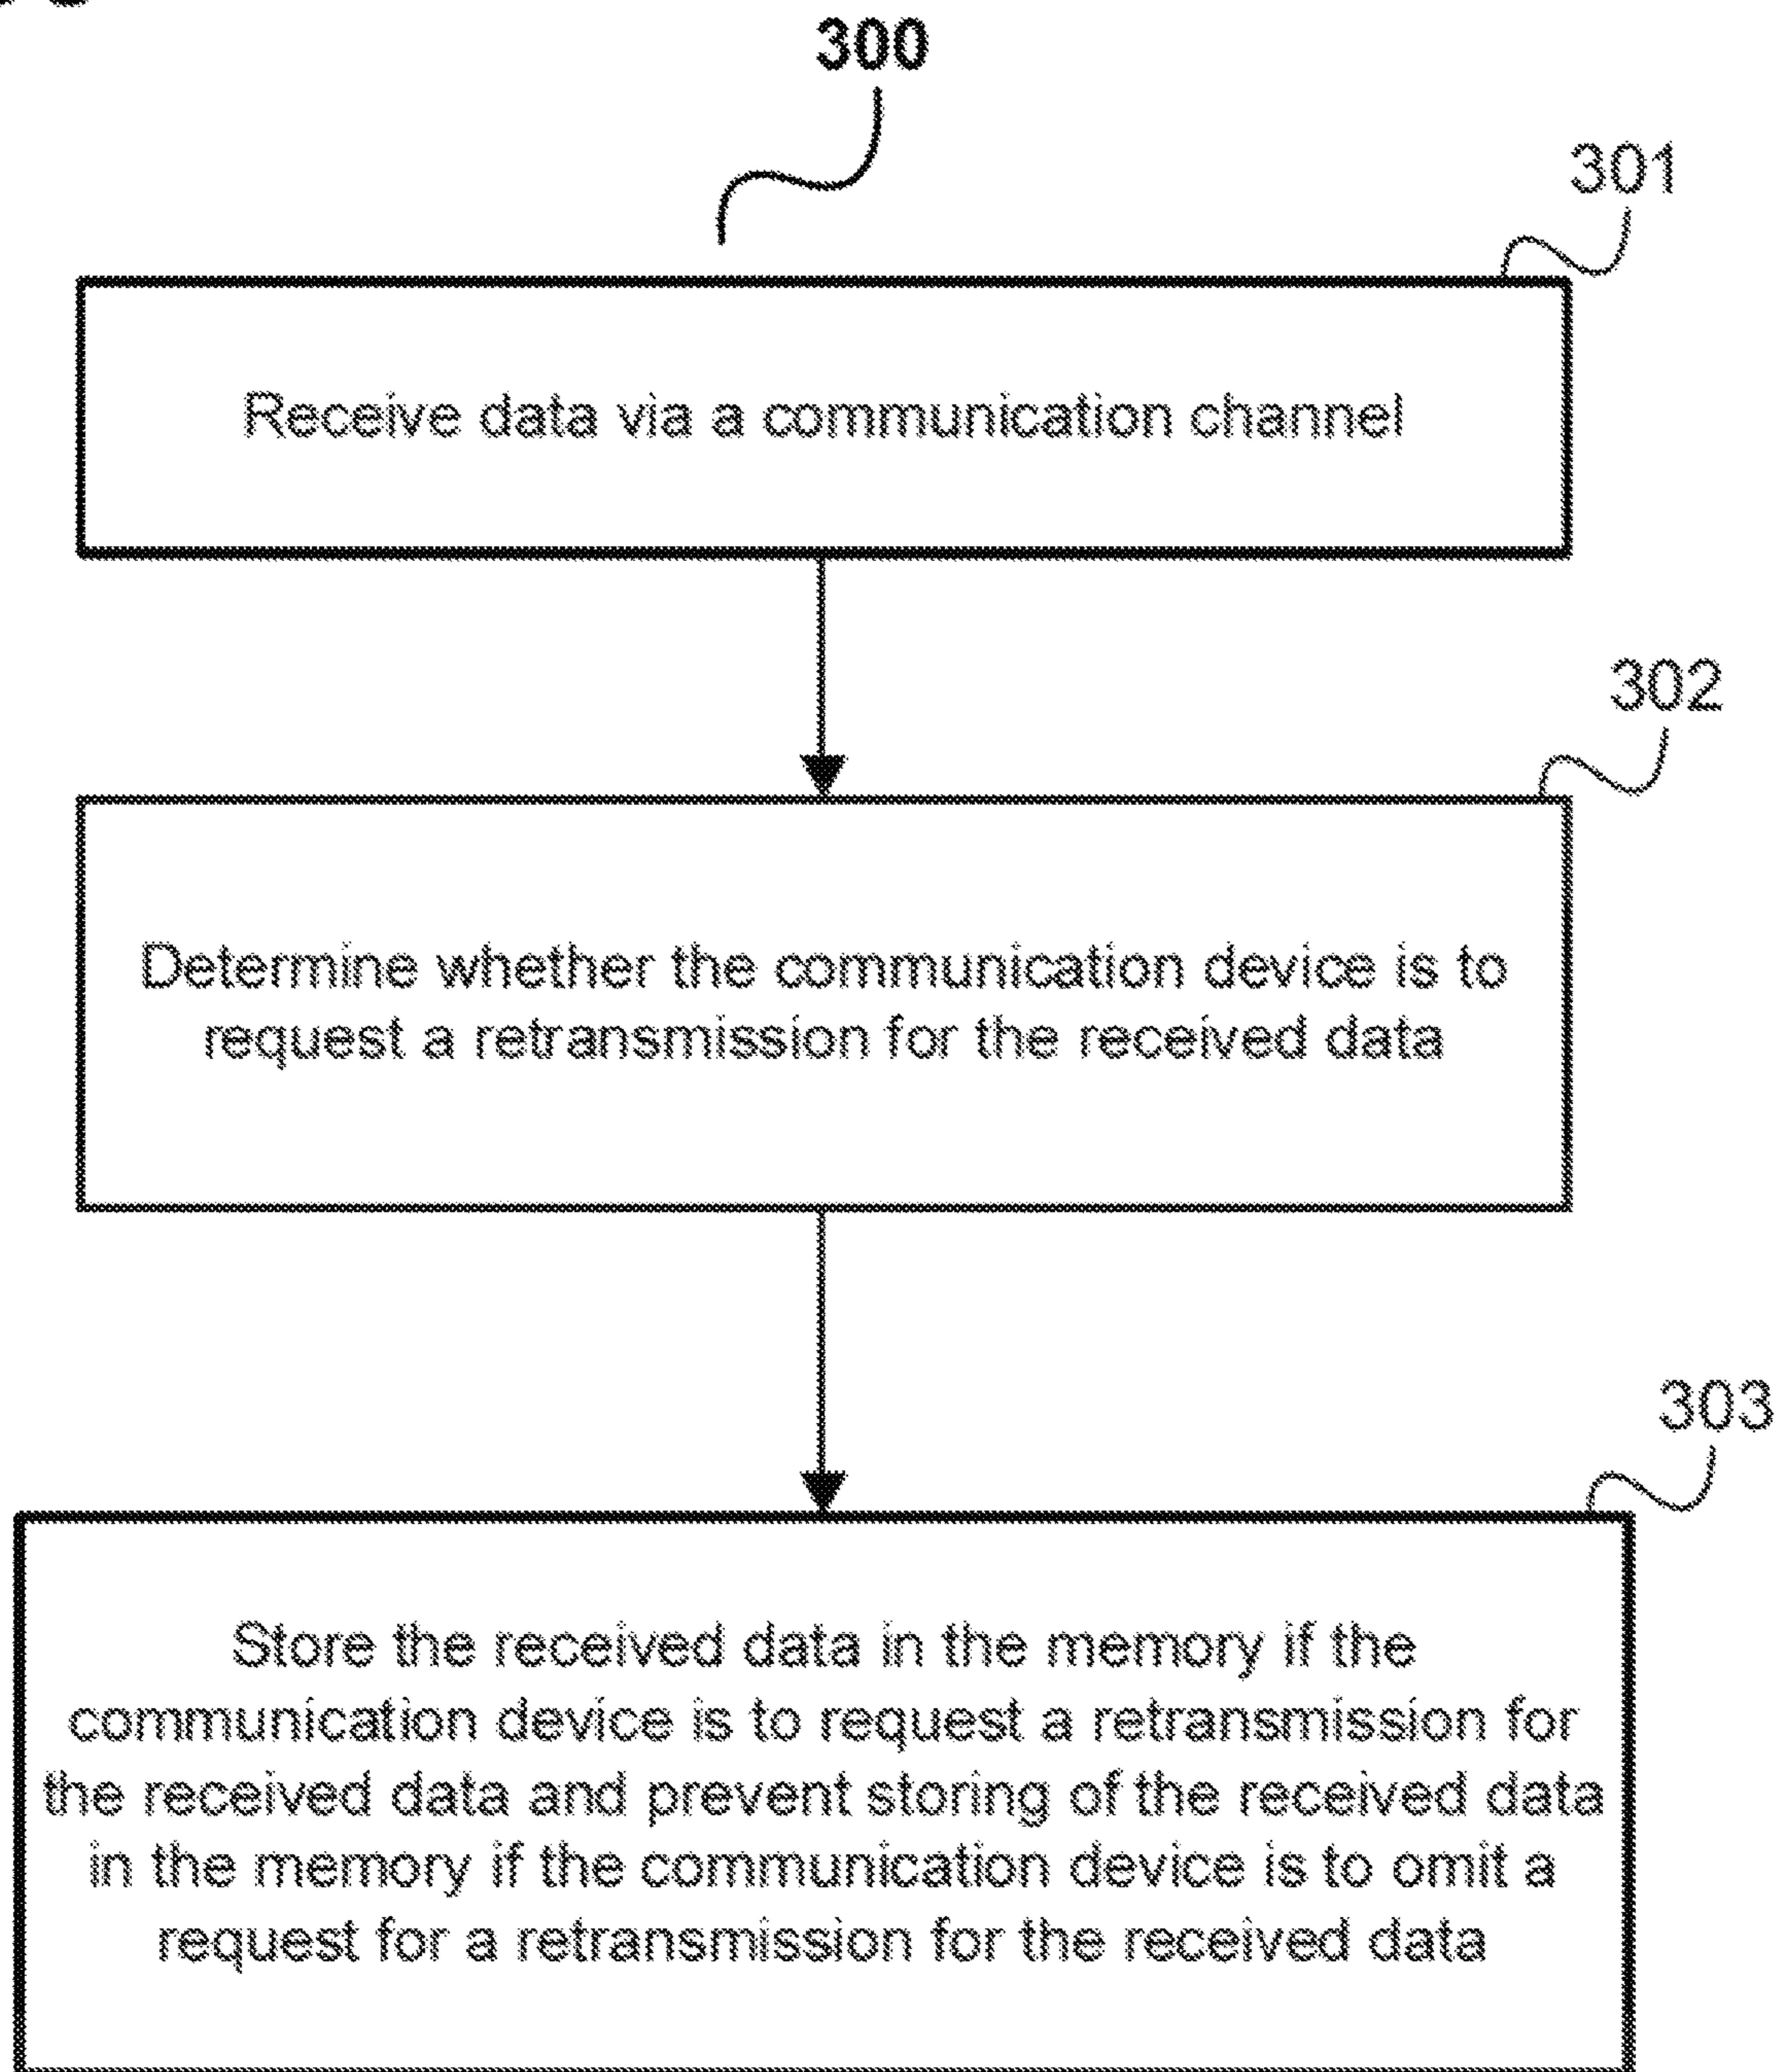 300
301
Receive data via a communication channel
302
Determine whether the communication device is to
request a retransmission for the received data
303
Store the received data in the memory if the
communication device is to request a retransmission for
the received data and prevent storing of the received data
in the memory if the communication device is to omit a
request for a retransmission for the received data